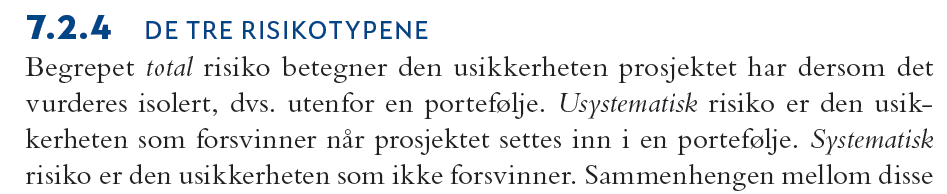 7.2.4 DE TRE RISIKOTYPENE
Begrepet total risiko betegner den usikkerheten prosjektet har dersom det
vurderes isolert, dvs. utenfor en portefølje. Usystematisk risiko er den usik-
kerheten som forsvinner når prosjektet settes inn i en portefølje. Systematisk
risiko er den usikkerheten som ikke forsvinner. Sammenhengen mellom disse